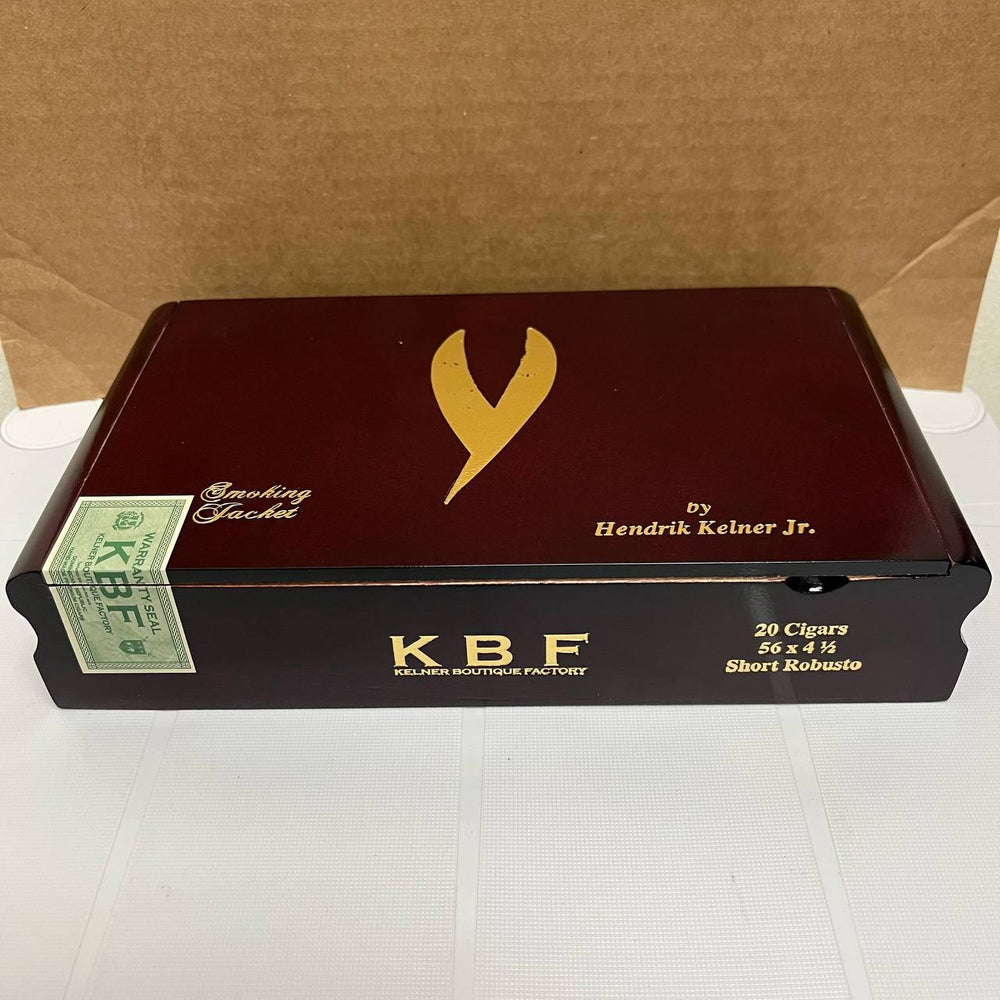 Smoking
Jacket
by
Hendrik Kelner Jr.
WARRANTY SEAL
KBF
KELNER BOUTIQUE FACTORY
K B F
KELNER BOUTIQUE FACTORY
20 Cigars
56 x 4 ½
Short Robusto